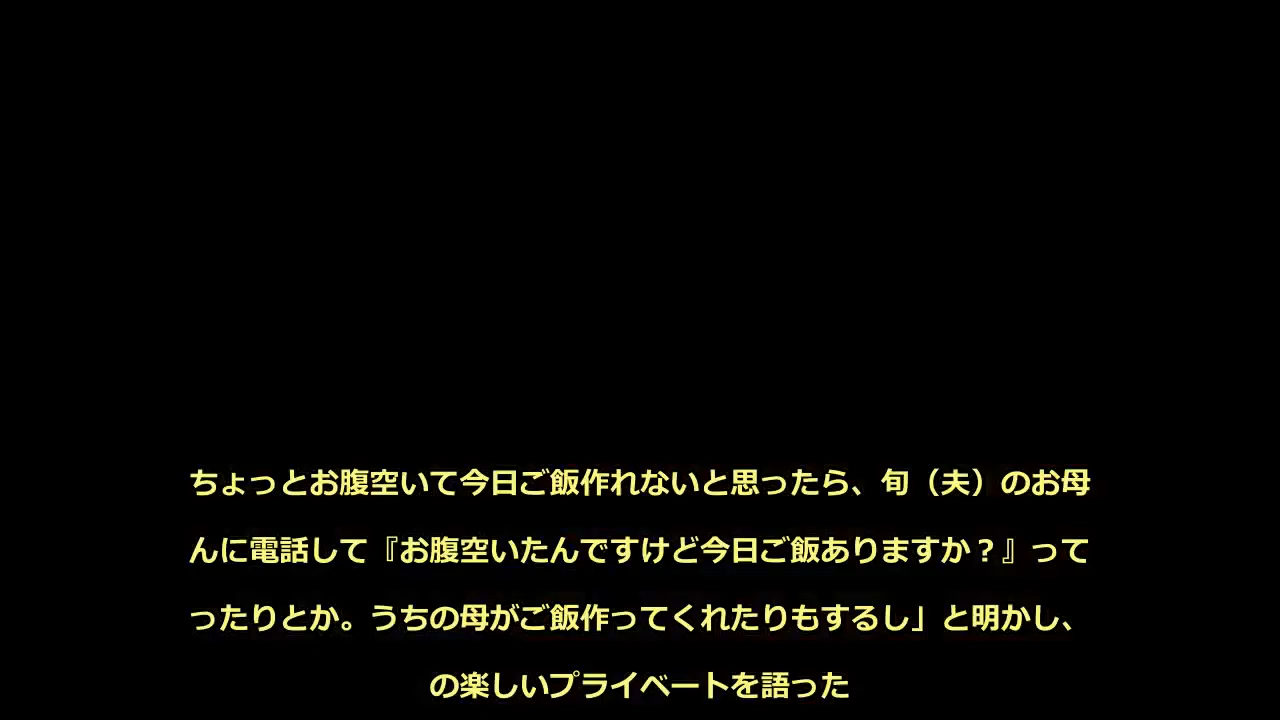 ちょっとお腹空いて今日ご飯作れないと思ったら、旬（夫）のお母
んに電話して『お腹空いたんですけど今日ご飯ありますか？』って
ったりとか。うちの母がご飯作ってくれたりもするし」と明かし、
の楽しいプライベートを語った